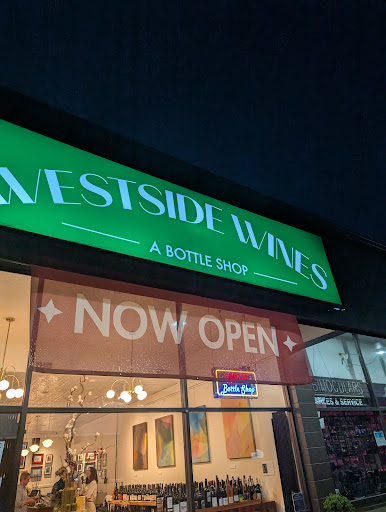 WESTSIDE WINES
A BOTTLE SHOP
NOW OPEN
Bottle Shop
& SERVICE